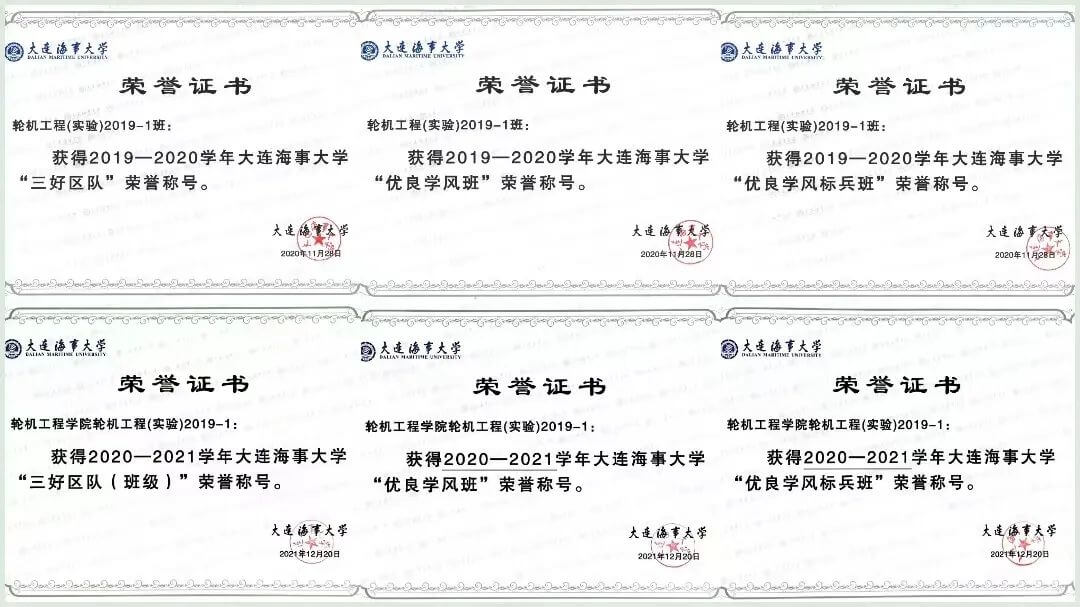 大连海事大学
DALIAN MARITIME UNIVERSITY
荣誉证书
轮机工程(实验)2019-1班：
获得2019—2020学年大连海事大学
“三好区队”荣誉称号。
大连海事大学
2020年11月28日
大连海事大学
DALIAN MARITIME UNIVERSITY
荣誉证书
轮机工程(实验)2019-1班：
获得2019—2020学年大连海事大学
“优良学风班”荣誉称号。
大连海事大学
2020年11月28日
大连海事大学
DALIAN MARITIME UNIVERSITY
荣誉证书
轮机工程(实验)2019-1班：
获得2019—2020学年大连海事大学
“优良学风标兵班”荣誉称号。
大连海事大学
2020年11月28日
大连海事大学
DALIAN MARITIME UNIVERSITY
荣誉证书
轮机工程学院轮机工程(实验)2019-1：
获得2020—2021学年大连海事大学
“三好区队（班级）”荣誉称号。
大连海事大学
2021年12月20日
大连海事大学
DALIAN MARITIME UNIVERSITY
荣誉证书
轮机工程学院轮机工程(实验)2019-1：
获得2020—2021学年大连海事大学
“优良学风班”荣誉称号。
大连海事大学
2021年12月20日
大连海事大学
DALIAN MARITIME UNIVERSITY
荣誉证书
轮机工程学院轮机工程(实验)2019-1：
获得2020—2021学年大连海事大学
“优良学风标兵班”荣誉称号。
大连海事大学
2021年12月20日